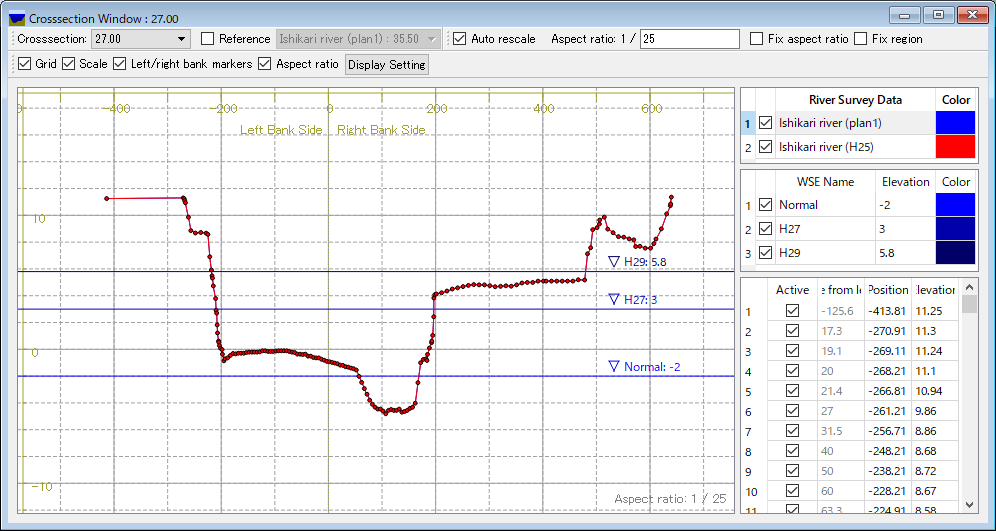 Crosssection Window : 27.00
Crosssection: 27.00 Reference Ishikari river (plan1) : 35.50 Auto rescale Aspect ratio: 1 / 25 Fix aspect ratio Fix region
Grid Scale Left/right bank markers Aspect ratio Display Setting
-400 -200 0 200 400 600
Left Bank Side Right Bank Side
10
H29: 5.8
H27: 3
0
Normal: -2
-10
Aspect ratio: 1 / 25
River Survey Data Color
1 Ishikari river (plan1)
2 Ishikari river (H25)
WSE Name Elevation Color
1 Normal -2
2 H27 3
3 H29 5.8
Active e from le Position Elevation
1 -125.6 -413.81 11.25
2 17.3 -270.91 11.3
3 19.1 -269.11 11.24
4 20 -268.21 11.1
5 21.4 -266.81 10.94
6 27 -261.21 9.86
7 31.5 -256.71 8.86
8 40 -248.21 8.68
9 50 -238.21 8.72
10 60 -228.21 8.67
11 63.3 -224.91 8.58